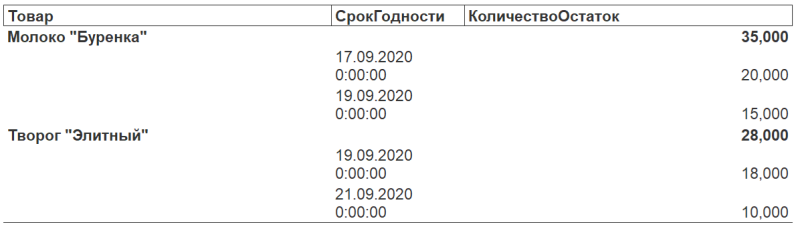 Товар СрокГодности КоличествоОстаток
Молоко "Буренка" 35,000
17.09.2020
0:00:00 20,000
19.09.2020
0:00:00 15,000
Творог "Элитный" 28,000
19.09.2020
0:00:00 18,000
21.09.2020
0:00:00 10,000